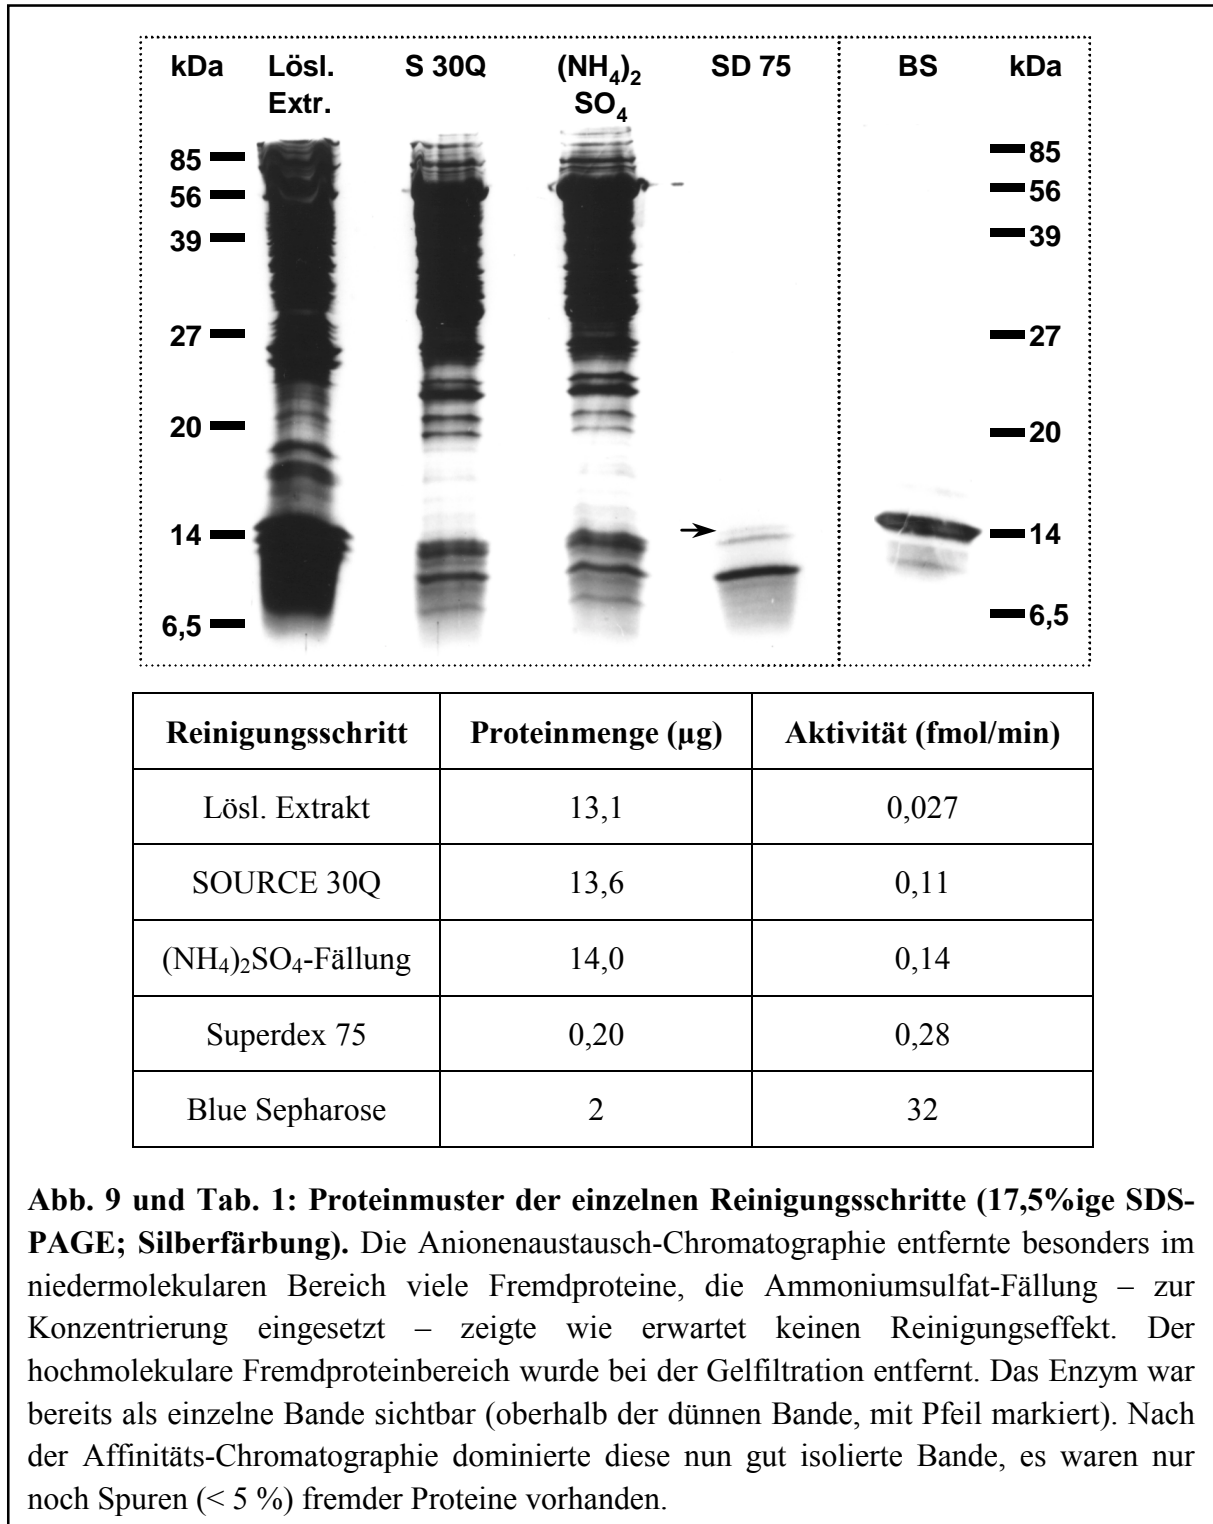 kDa Lösl. Extr. S 30Q (NH₄)₂ SO₄ SD 75 BS kDa
85 85
56 56
39 39
27 27
20 20
14 14
6,5 6,5
Reinigungsschritt Proteinmenge (µg) Aktivität (fmol/min)
Lösl. Extrakt 13,1 0,027
SOURCE 30Q 13,6 0,11
(NH₄)₂SO₄-Fällung 14,0 0,14
Superdex 75 0,20 0,28
Blue Sepharose 2 32
Abb. 9 und Tab. 1: Proteinmuster der einzelnen Reinigungsschritte (17,5%ige SDS-
PAGE; Silberfärbung). Die Anionenaustausch-Chromatographie entfernte besonders im
niedermolekularen Bereich viele Fremdproteine, die Ammoniumsulfat-Fällung – zur
Konzentrierung eingesetzt – zeigte wie erwartet keinen Reinigungseffekt. Der
hochmolekulare Fremdproteinbereich wurde bei der Gelfiltration entfernt. Das Enzym war
bereits als einzelne Bande sichtbar (oberhalb der dünnen Bande, mit Pfeil markiert). Nach
der Affinitäts-Chromatographie dominierte diese nun gut isolierte Bande, es waren nur
noch Spuren (< 5 %) fremder Proteine vorhanden.